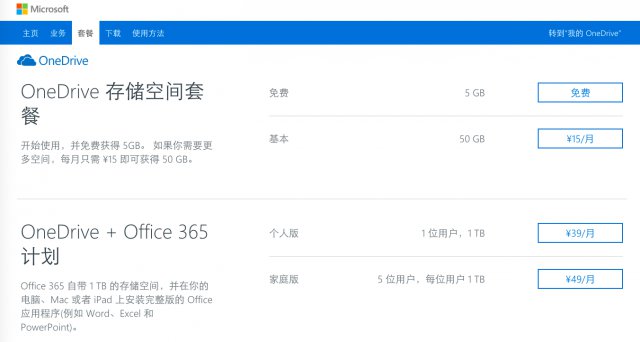 Microsoft
主页 业务 套餐 下载 使用方法 转到"我的 OneDrive"
OneDrive
OneDrive 存储空间套
餐
开始使用，并免费获得 5GB。 如果你需要更
多空间，每月只需 ¥15 即可获得 50 GB。
免费 5 GB 免费
基本 50 GB ¥15/月
OneDrive + Office 365
计划
Office 365 自带 1 TB 的存储空间，并在你的
电脑、Mac 或者 iPad 上安装完整版的 Office
应用程序(例如 Word、Excel 和
PowerPoint)。
个人版 1 位用户，1 TB ¥39/月
家庭版 5 位用户，每位用户 1 TB ¥49/月